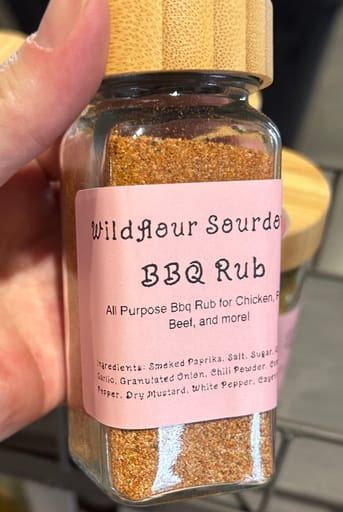 Wildflour Sourdo
BBQ Rub
All Purpose Bbq Rub for Chicken,
Beef, and more!
Ingredients: Smoked Paprika, Salt, Sugar,
Garlic, Granulated Onion, Chili Powder,
Pepper, Dry Mustard, White Pepper,